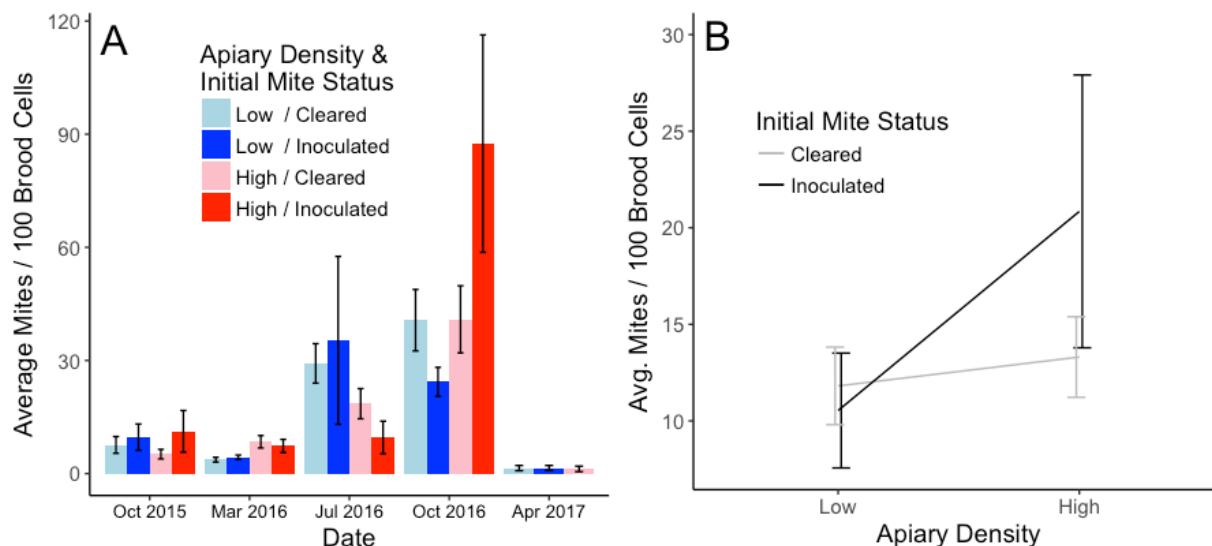 A
Average Mites / 100 Brood Cells
120
90
60
30
0
Apiary Density &
Initial Mite Status
Low / Cleared
Low / Inoculated
High / Cleared
High / Inoculated
Oct 2015 Mar 2016 Jul 2016 Oct 2016 Apr 2017
Date
B
Avg. Mites / 100 Brood Cells
30
25
20
15
10
Initial Mite Status
Cleared
Inoculated
Low High
Apiary Density